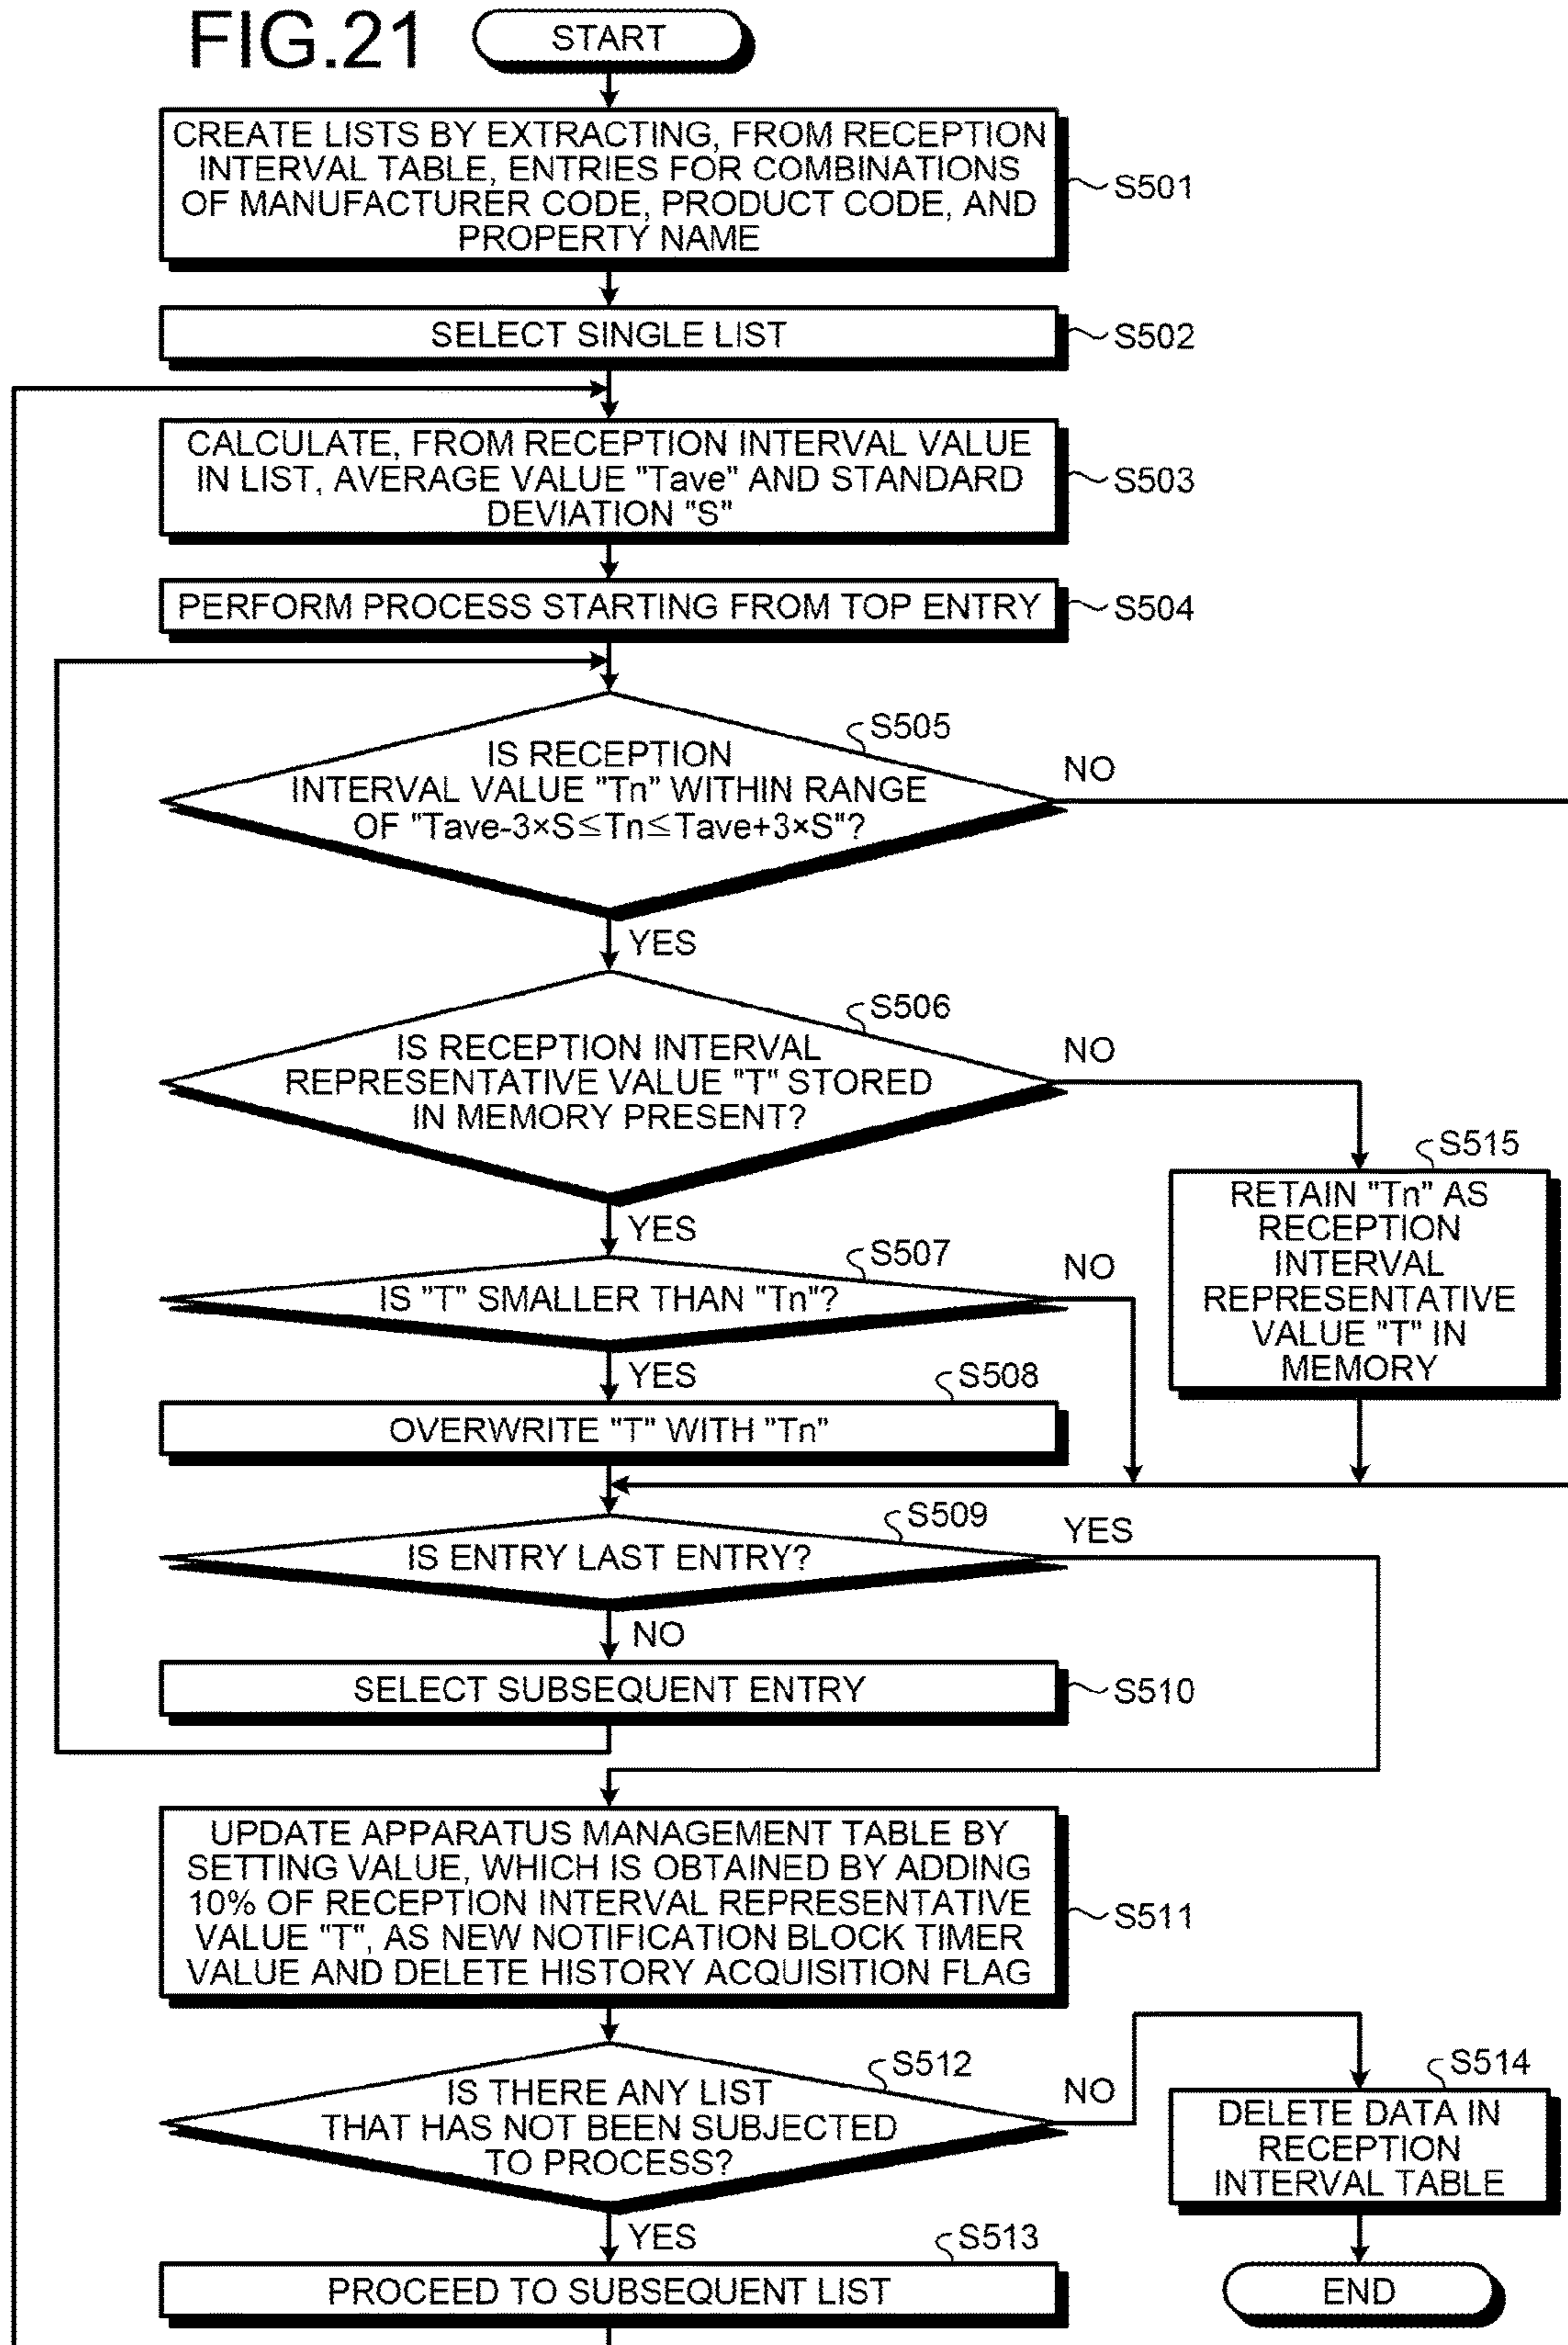 FIG.21
START
CREATE LISTS BY EXTRACTING, FROM RECEPTION
INTERVAL TABLE, ENTRIES FOR COMBINATIONS
OF MANUFACTURER CODE, PRODUCT CODE, AND
PROPERTY NAME
S501
SELECT SINGLE LIST
S502
CALCULATE, FROM RECEPTION INTERVAL VALUE
IN LIST, AVERAGE VALUE "Tave" AND STANDARD
DEVIATION "S"
S503
PERFORM PROCESS STARTING FROM TOP ENTRY
S504
S505
IS RECEPTION
INTERVAL VALUE "Tn" WITHIN RANGE
OF "Tave-3×S≦Tn≦Tave+3×S"?
NO
YES
S506
IS RECEPTION INTERVAL
REPRESENTATIVE VALUE "T" STORED
IN MEMORY PRESENT?
NO
YES
S515
RETAIN "Tn" AS
RECEPTION
INTERVAL
REPRESENTATIVE
VALUE "T" IN
MEMORY
S507
IS "T" SMALLER THAN "Tn"?
NO
YES
S508
OVERWRITE "T" WITH "Tn"
S509
IS ENTRY LAST ENTRY?
YES
NO
SELECT SUBSEQUENT ENTRY
S510
UPDATE APPARATUS MANAGEMENT TABLE BY
SETTING VALUE, WHICH IS OBTAINED BY ADDING
10% OF RECEPTION INTERVAL REPRESENTATIVE
VALUE "T", AS NEW NOTIFICATION BLOCK TIMER
VALUE AND DELETE HISTORY ACQUISITION FLAG
S511
S512
IS THERE ANY LIST
THAT HAS NOT BEEN SUBJECTED
TO PROCESS?
NO
YES
S514
DELETE DATA IN
RECEPTION
INTERVAL TABLE
S513
PROCEED TO SUBSEQUENT LIST
END